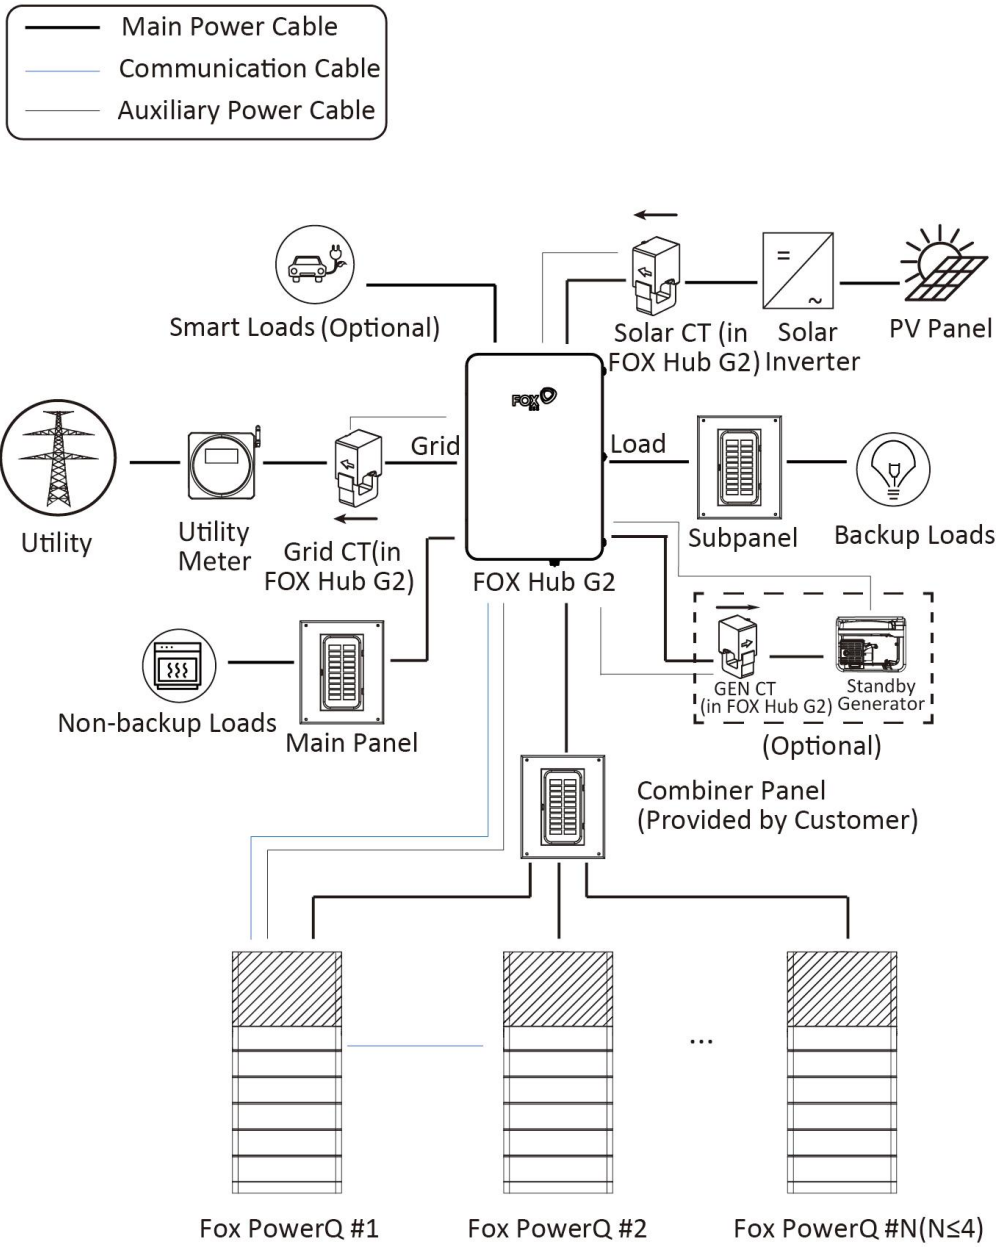 Main Power Cable
Communication Cable
Auxiliary Power Cable
Smart Loads (Optional)
Solar CT (in
FOX Hub G2)
Solar
Inverter
PV Panel
FOX
Grid
Load
Utility
Utility
Meter
Grid CT(in
FOX Hub G2)
FOX Hub G2
Subpanel
Backup Loads
Non-backup Loads
Main Panel
GEN CT
(in FOX Hub G2)
Standby
Generator
(Optional)
Combiner Panel
(Provided by Customer)
...
Fox PowerQ #1
Fox PowerQ #2
Fox PowerQ #N(N≤4)